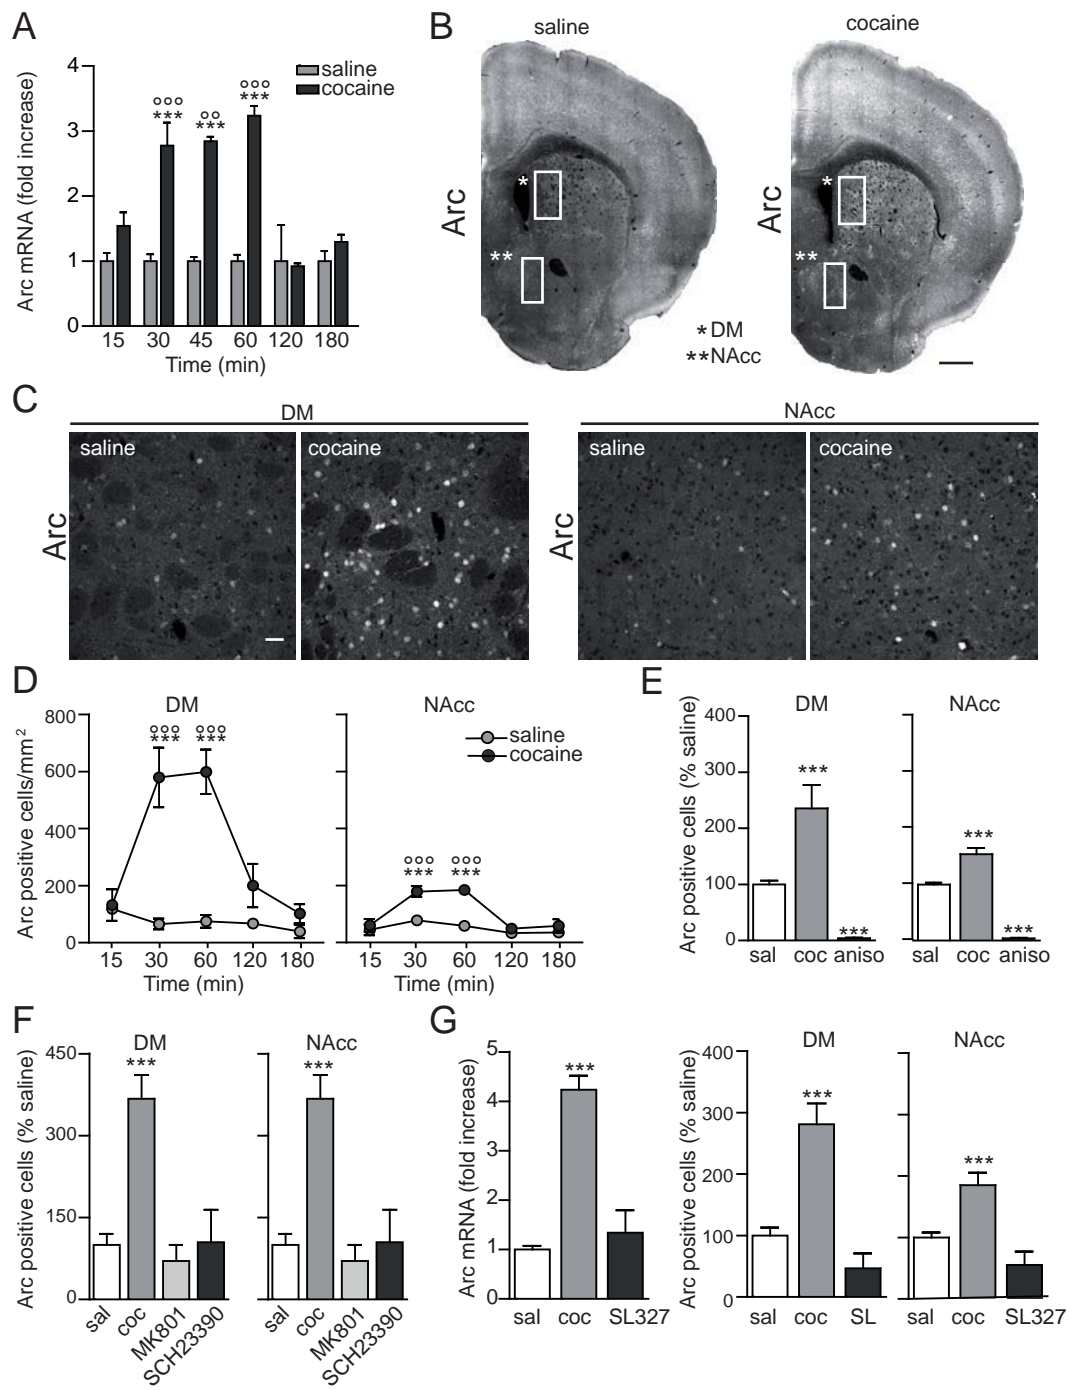 A
Arc mRNA (fold increase)
4
3
2
1
0
saline
cocaine
°°°
***
°°
***
°°°
***
15 30 45 60 120 180
Time (min)
B
saline
cocaine
Arc
*
**
*DM
**NAcc
Arc
*
**
C
DM
NAcc
Arc
saline
cocaine
Arc
saline
cocaine
D
DM
NAcc
Arc positive cells/mm²
800
600
400
200
0
°°° °°°
*** ***
15 30 60 120 180
Time (min)
saline
cocaine
°°° °°°
*** ***
15 30 60 120 180
Time (min)
E
DM
NAcc
Arc positive cells (% saline)
400
300
200
100
0
***
***
sal coc aniso
***
***
sal coc aniso
F
DM
NAcc
Arc positive cells (% saline)
450
300
150
0
***
sal
coc
MK801
SCH23390
***
sal
coc
MK801
SCH23390
G
Arc mRNA (fold increase)
5
4
3
2
1
0
***
sal coc SL327
DM
NAcc
Arc positive cells (% saline)
400
300
200
100
0
***
sal coc SL
***
sal coc SL327